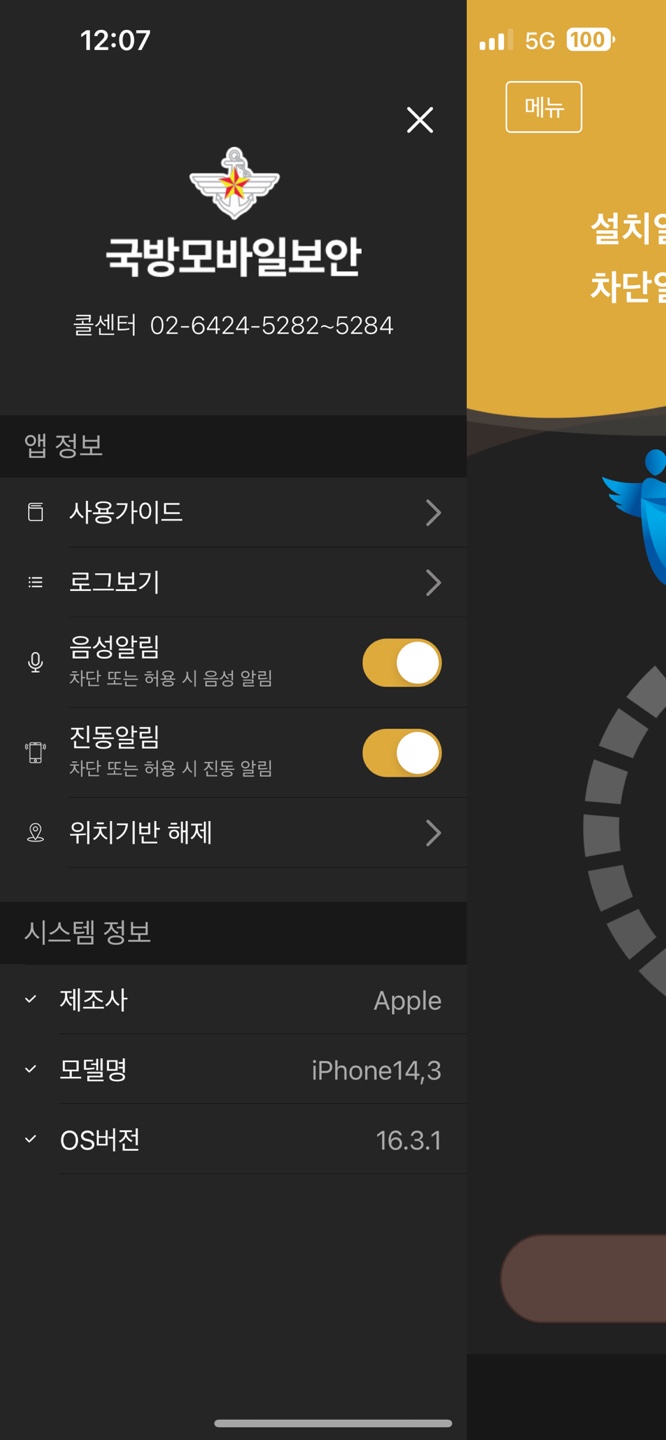 12:07
5G
100
메뉴
국방모바일보안
콜센터 02-6424-5282~5284
설치
차단
앱 정보
사용가이드
로그보기
음성알림
차단 또는 허용 시 음성 알림
진동알림
차단 또는 허용 시 진동 알림
위치기반 해제
시스템 정보
제조사 Apple
모델명 iPhone14,3
OS버전 16.3.1